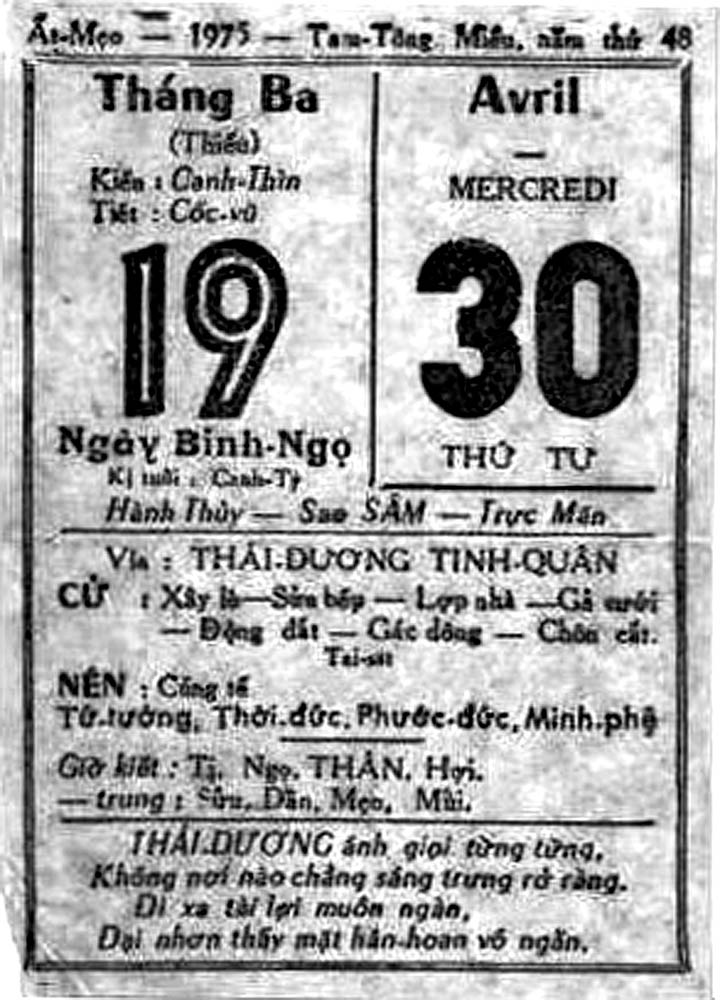 Ất-Mẹo — 1975 — Tam-Tông Miếu, năm thứ 48
Tháng Ba
(Thiếu)
Kiến : Canh-Thìn
Tiết : Cốc-vũ
19
Ngày Bính-Ngọ
Kị tuổi : Canh-Tý
Avril
—
MERCREDI
30
THỨ TƯ
Hành Thủy — Sao SÂM — Trực Mãn
Vía : THÁI-DƯƠNG TINH-QUÂN
CỬ : Xây lò—Sửa bếp — Lợp nhà —Gả cưới
— Động đất — Gác đông — Chôn cất.
Tai-sát
NÊN : Cúng tế
Tứ-tướng, Thời-đức, Phước-đức, Minh-phệ
Giờ kiết : Tị, Ngọ, THÂN, Hợi.
— trung : Sửu, Dần, Mẹo, Mùi.
THÁI-DƯƠNG ánh giọi từng từng,
Không nơi nào chẳng sáng trưng rỡ ràng.
Đi xa tài lợi muôn ngàn,
Đại nhơn thấy mặt hân-hoan vô ngần.